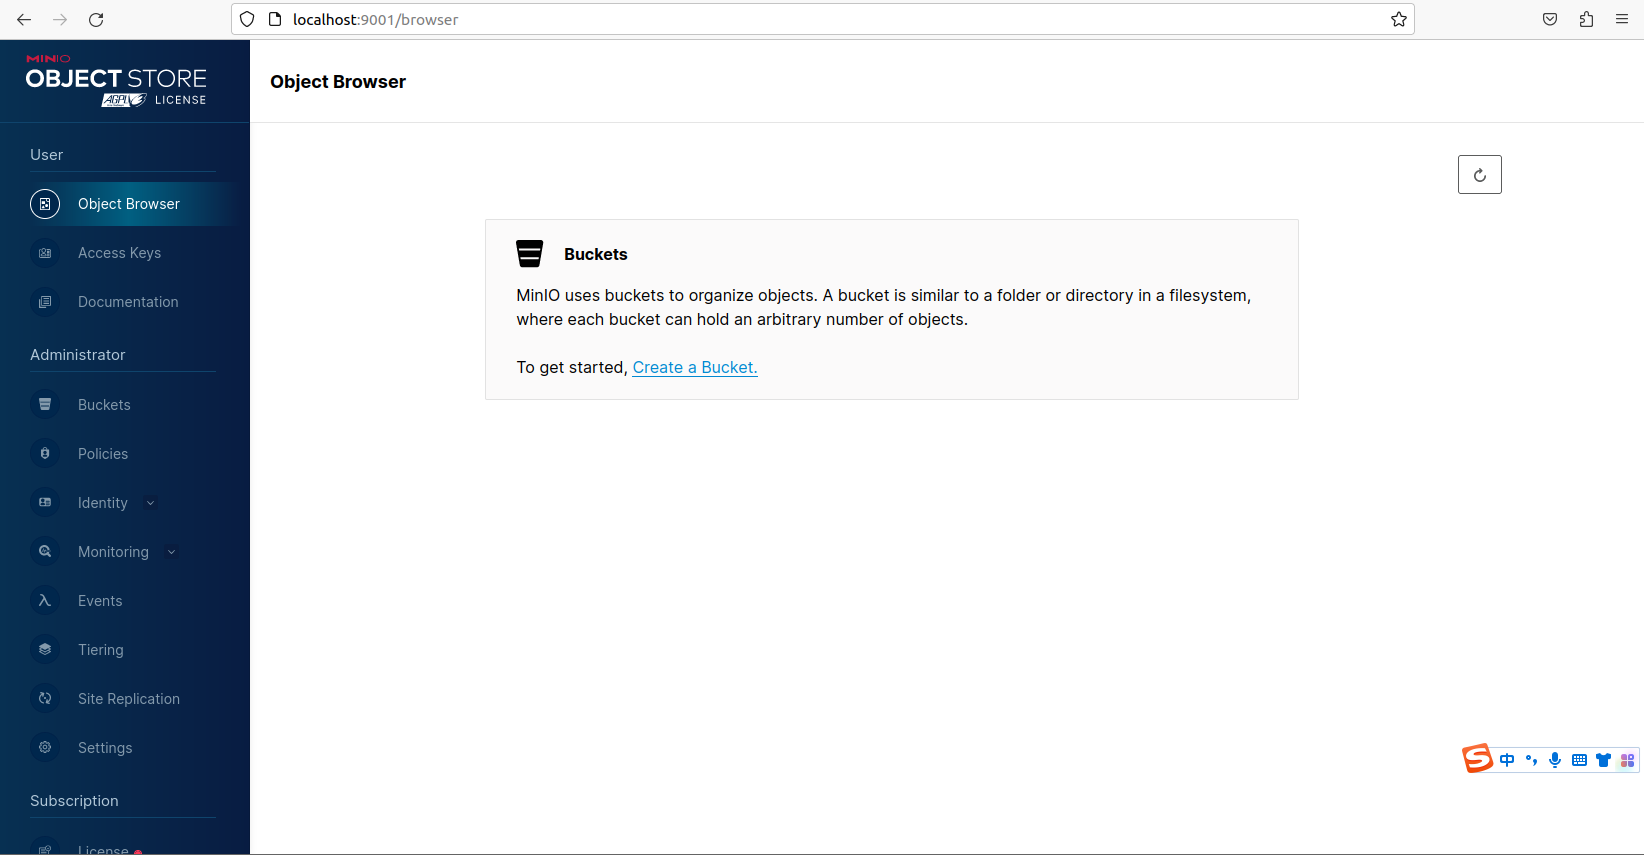 localhost:9001/browser
MINIO
OBJECT STORE
AGPL LICENSE
Object Browser
User
Object Browser
Access Keys
Documentation
Administrator
Buckets
Policies
Identity
Monitoring
Events
Tiering
Site Replication
Settings
Subscription
License
Buckets
MinIO uses buckets to organize objects. A bucket is similar to a folder or directory in a filesystem,
where each bucket can hold an arbitrary number of objects.
To get started, Create a Bucket.
S
中